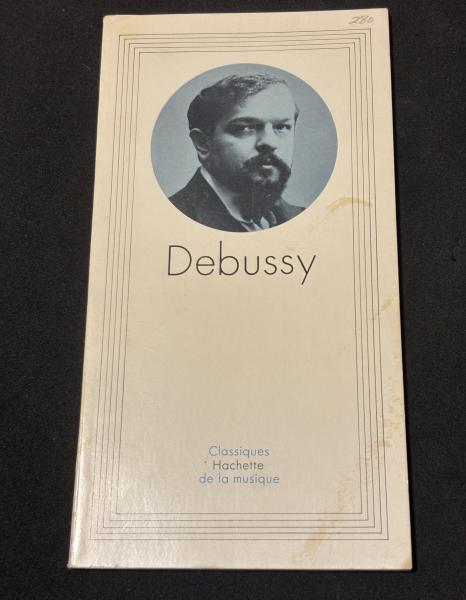 280
Debussy
Classiques
Hachette
de la musique